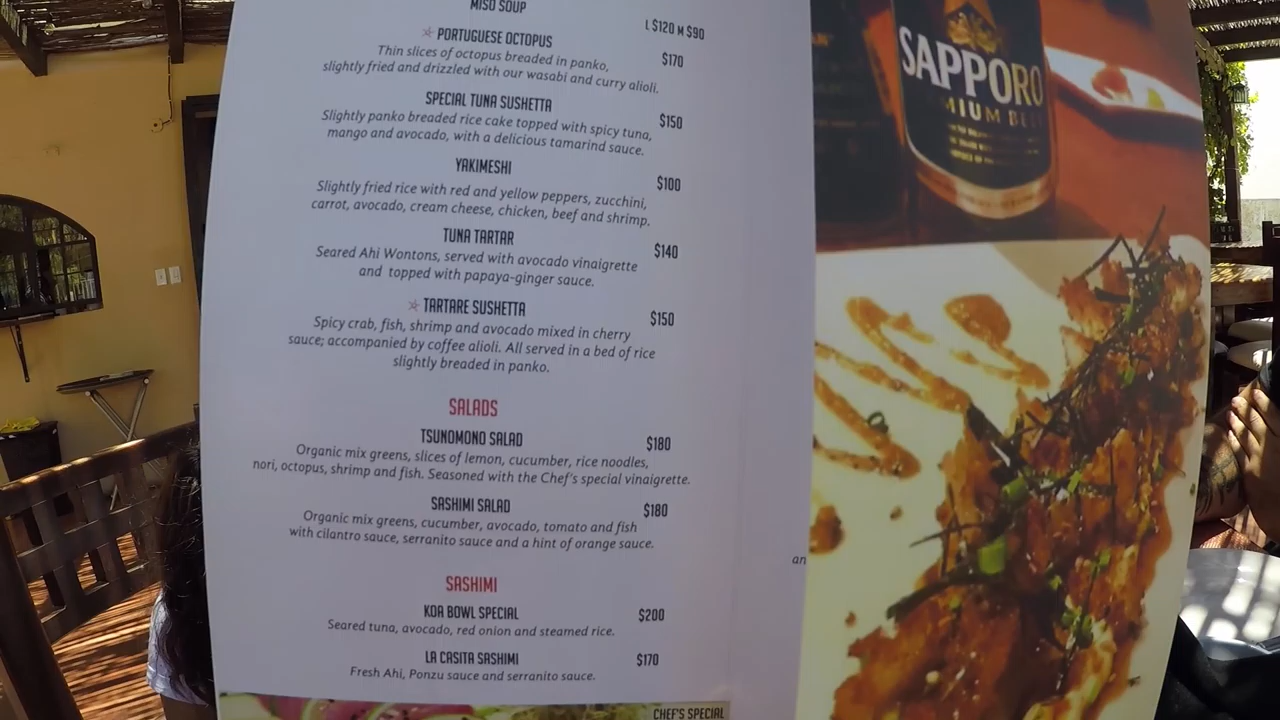 MISO SOUP
L $120 M $90
PORTUGUESE OCTOPUS $170
Thin slices of octopus breaded in panko,
slightly fried and drizzled with our wasabi and curry alioli.
SPECIAL TUNA SUSHETTA $150
Slightly panko breaded rice cake topped with spicy tuna,
mango and avocado, with a delicious tamarind sauce.
YAKIMESHI $100
Slightly fried rice with red and yellow peppers, zucchini,
carrot, avocado, cream cheese, chicken, beef and shrimp.
TUNA TARTAR $140
Seared Ahi Wontons, served with avocado vinaigrette
and topped with papaya-ginger sauce.
TARTARE SUSHETTA $150
Spicy crab, fish, shrimp and avocado mixed in cherry
sauce; accompanied by coffee alioli. All served in a bed of rice
slightly breaded in panko.
SALADS
TSUNOMONO SALAD $180
Organic mix greens, slices of lemon, cucumber, rice noodles,
nori, octopus, shrimp and fish. Seasoned with the Chef's special vinaigrette.
SASHIMI SALAD $180
Organic mix greens, cucumber, avocado, tomato and fish
with cilantro sauce, serranito sauce and a hint of orange sauce.
SASHIMI
KOA BOWL SPECIAL $200
Seared tuna, avocado, red onion and steamed rice.
LA CASITA SASHIMI $170
Fresh Ahi, Ponzu sauce and serranito sauce.
CHEF'S SPECIAL
an
SAPPORO